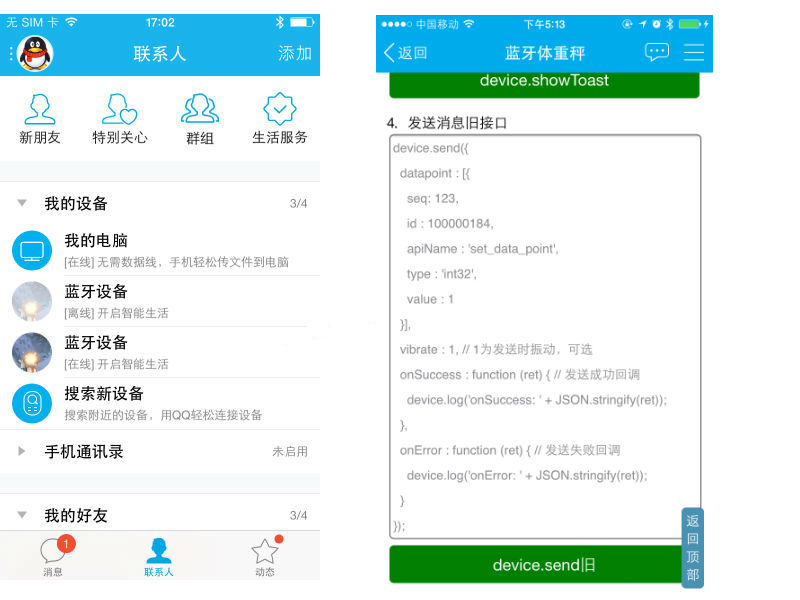 无 SIM 卡 17:02
联系人 添加
新朋友 特别关心 群组 生活服务
我的设备 3/4
我的电脑
[在线] 无需数据线，手机轻松传文件到电脑
蓝牙设备
[离线] 开启智能生活
蓝牙设备
[在线] 开启智能生活
搜索新设备
搜索附近的设备，用QQ轻松连接设备
手机通讯录 未启用
我的好友 3/4
1
消息 联系人 动态
中国移动 下午5:13
返回 蓝牙体重秤
device.showToast
4. 发送消息旧接口
device.send({
datapoint : [{
seq: 123,
id : 100000184,
apiName : 'set_data_point',
type : 'int32',
value : 1
}],
vibrate : 1, // 1为发送时振动，可选
onSuccess : function (ret) { // 发送成功回调
device.log('onSuccess: ' + JSON.stringify(ret));
},
onError : function (ret) { // 发送失败回调
device.log('onError: ' + JSON.stringify(ret));
}
});
device.send旧
返回顶部